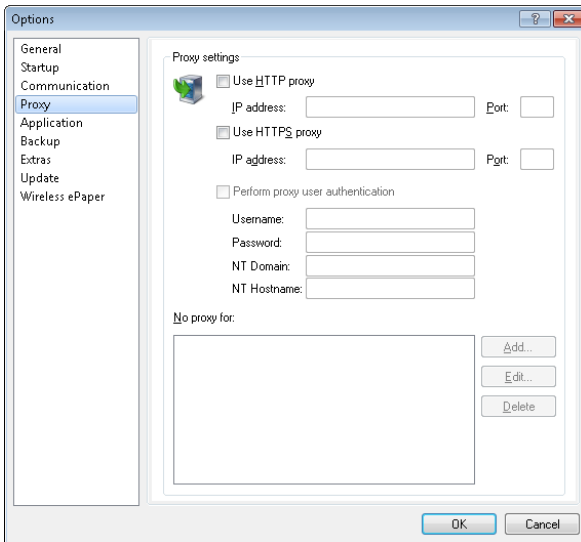 Options
General
Startup
Communication
Proxy
Application
Backup
Extras
Update
Wireless ePaper
Proxy settings
Use HTTP proxy
IP address: Port:
Use HTTPS proxy
IP address: Port:
Perform proxy user authentication
Username:
Password:
NT Domain:
NT Hostname:
No proxy for:
Add...
Edit...
Delete
OK Cancel